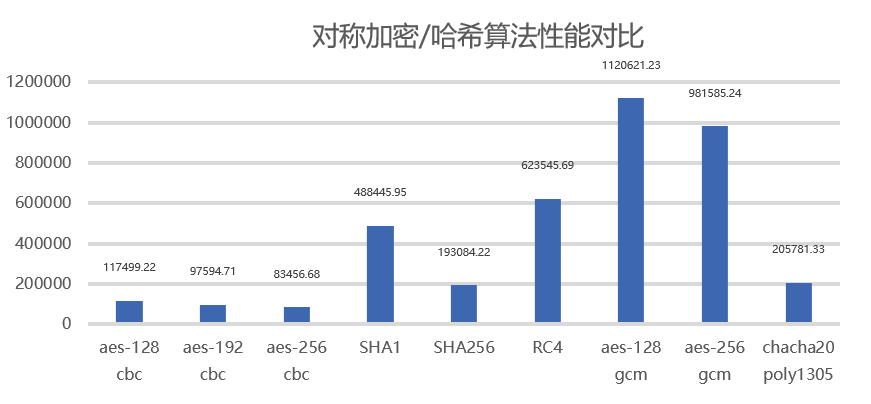 对称加密/哈希算法性能对比
1200000
1000000
800000
600000
400000
200000
0
117499.22
97594.71
83456.68
488445.95
193084.22
623545.69
1120621.23
981585.24
205781.33
aes-128 cbc
aes-192 cbc
aes-256 cbc
SHA1
SHA256
RC4
aes-128 gcm
aes-256 gcm
chacha20 poly1305